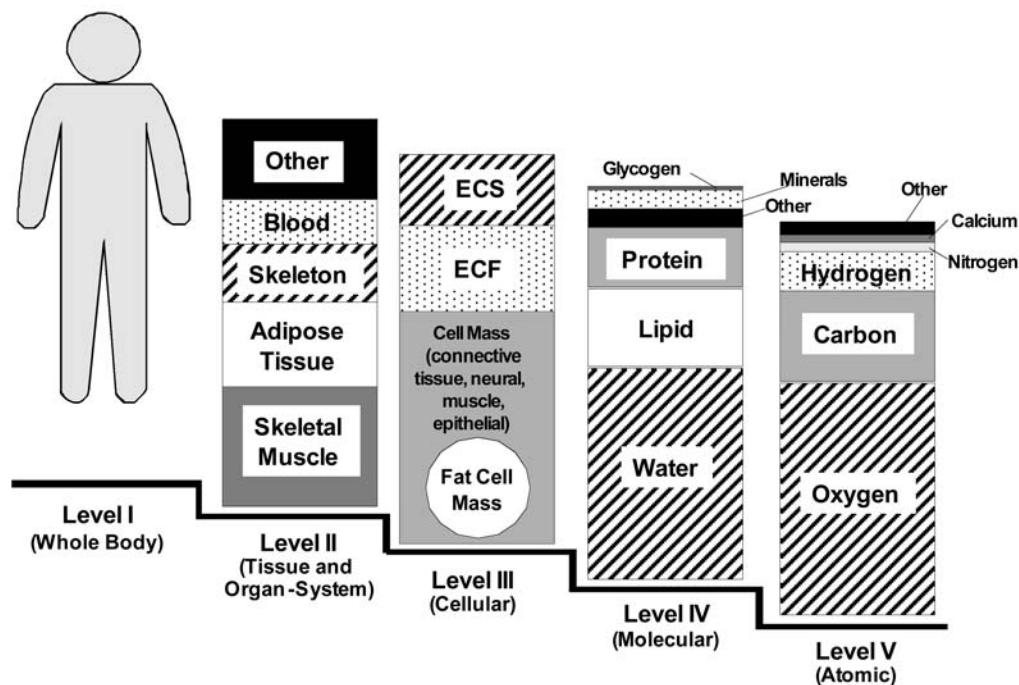 Other
Blood
Skeleton
Adipose
Tissue
Skeletal
Muscle
ECS
ECF
Cell Mass
(connective
tissue, neural,
muscle,
epithelial)
Fat Cell
Mass
Glycogen
Minerals
Other
Protein
Lipid
Water
Other
Calcium
Nitrogen
Hydrogen
Carbon
Oxygen
Level I
(Whole Body)
Level II
(Tissue and
Organ-System)
Level III
(Cellular)
Level IV
(Molecular)
Level V
(Atomic)